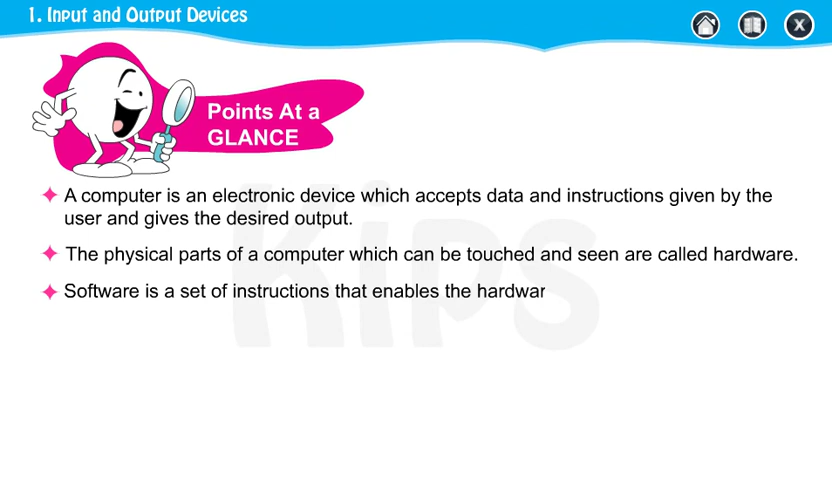 1. Input and Output Devices
X
Points At a
GLANCE
A computer is an electronic device which accepts data and instructions given by the
user and gives the desired output.
The physical parts of a computer which can be touched and seen are called hardware.
Software is a set of instructions that enables the hardwar
Kips